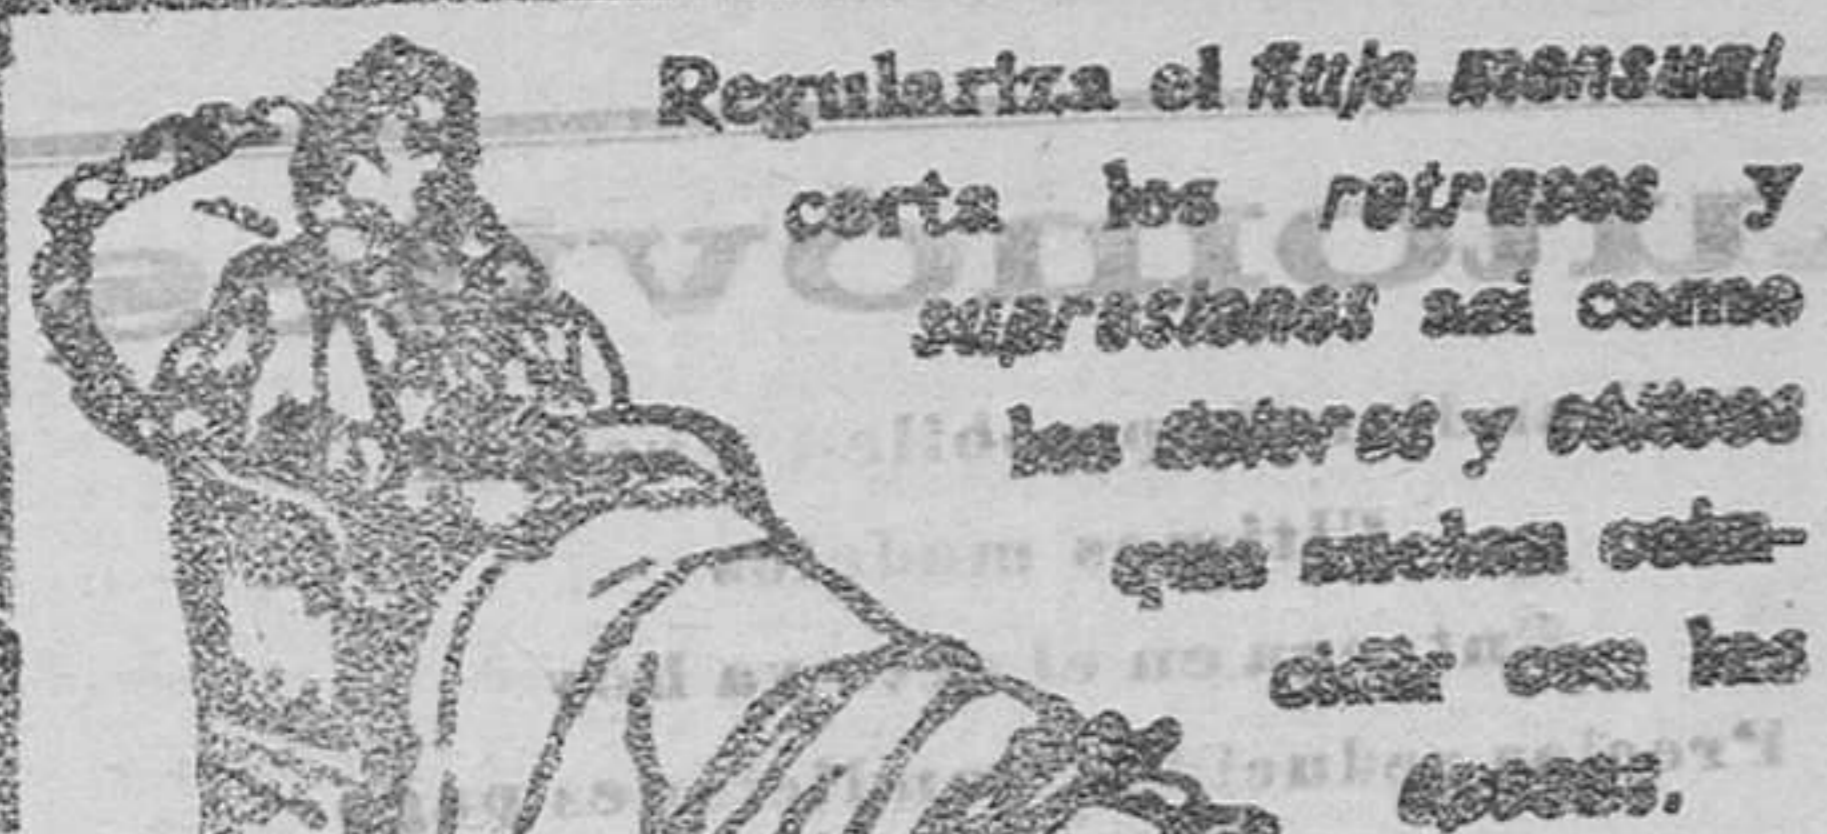 Regulariza el flujo mensual,
corta los retrasos y
supresiones así como
los dolores y cólicos
que suelen coin-
cidir con las
épocas.